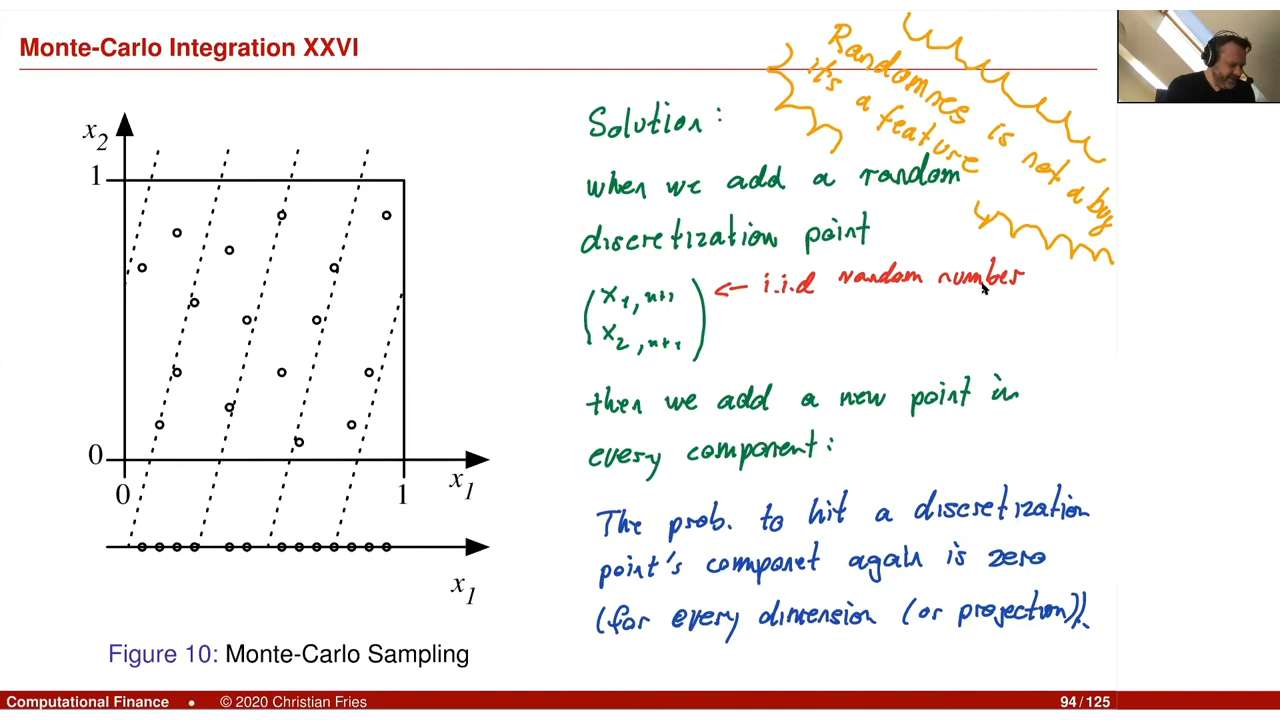 Monte-Carlo Integration XXVI
Randomnes is not a bug
it's a feature
Solution:
when we add a random
discretization point
(x1,n+1
x2,n+1) ← i.i.d random number
then we add a new point in
every component:
The prob. to hit a discretization
point's componet again is zero
(for every dimension (or projection)).
x2
1
0
0
1
x1
x1
Figure 10: Monte-Carlo Sampling
Computational Finance • © 2020 Christian Fries 94 / 125